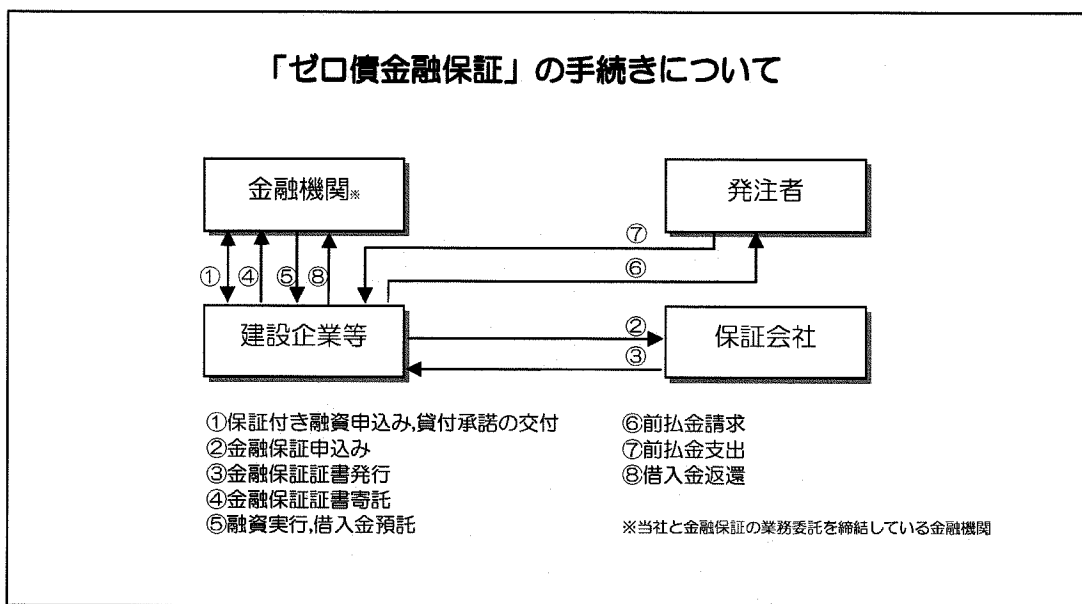 「ゼロ債金融保証」の手続きについて
金融機関※
発注者
⑦
⑥
①
④
⑤
⑧
建設企業等
②
③
保証会社
①保証付き融資申込み,貸付承諾の交付
②金融保証申込み
③金融保証証書発行
④金融保証証書寄託
⑤融資実行,借入金預託
⑥前払金請求
⑦前払金支出
⑧借入金返還
※当社と金融保証の業務委託を締結している金融機関